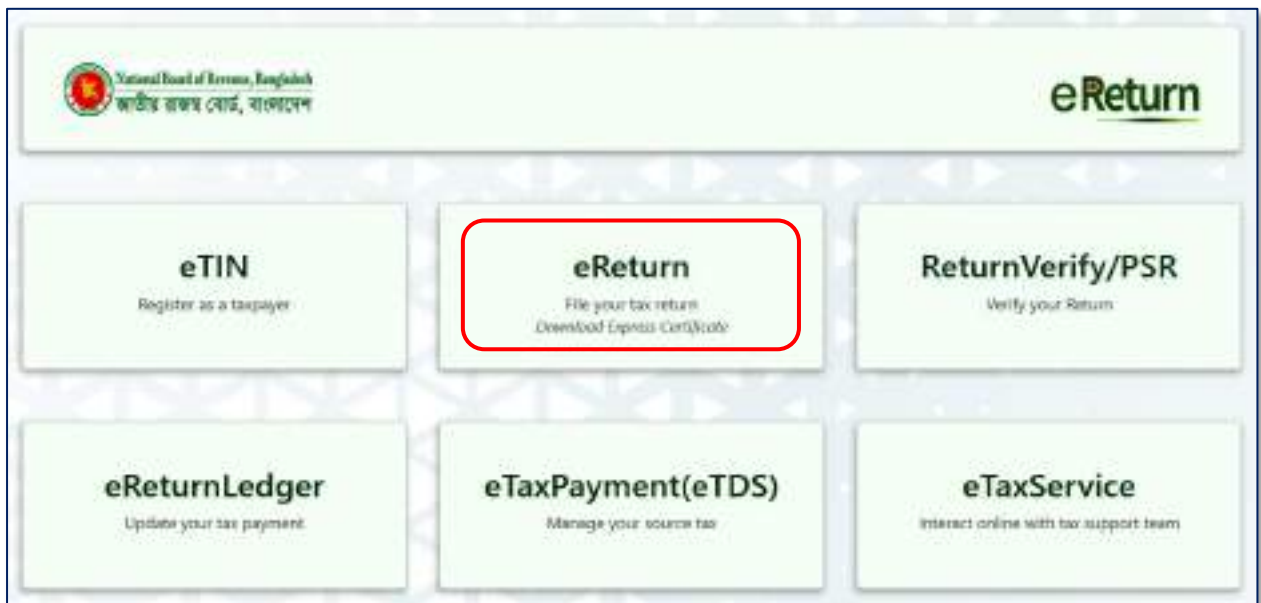 National Board of Revenue, Bangladesh
জাতীয় রাজস্ব বোর্ড, বাংলাদেশ
eReturn
eTIN
Register as a taxpayer
eReturn
File your tax return
Download Express Certificate
ReturnVerify/PSR
Verify your Return
eReturnLedger
Update your tax payment
eTaxPayment(eTDS)
Manage your source tax
eTaxService
Interact online with tax support team